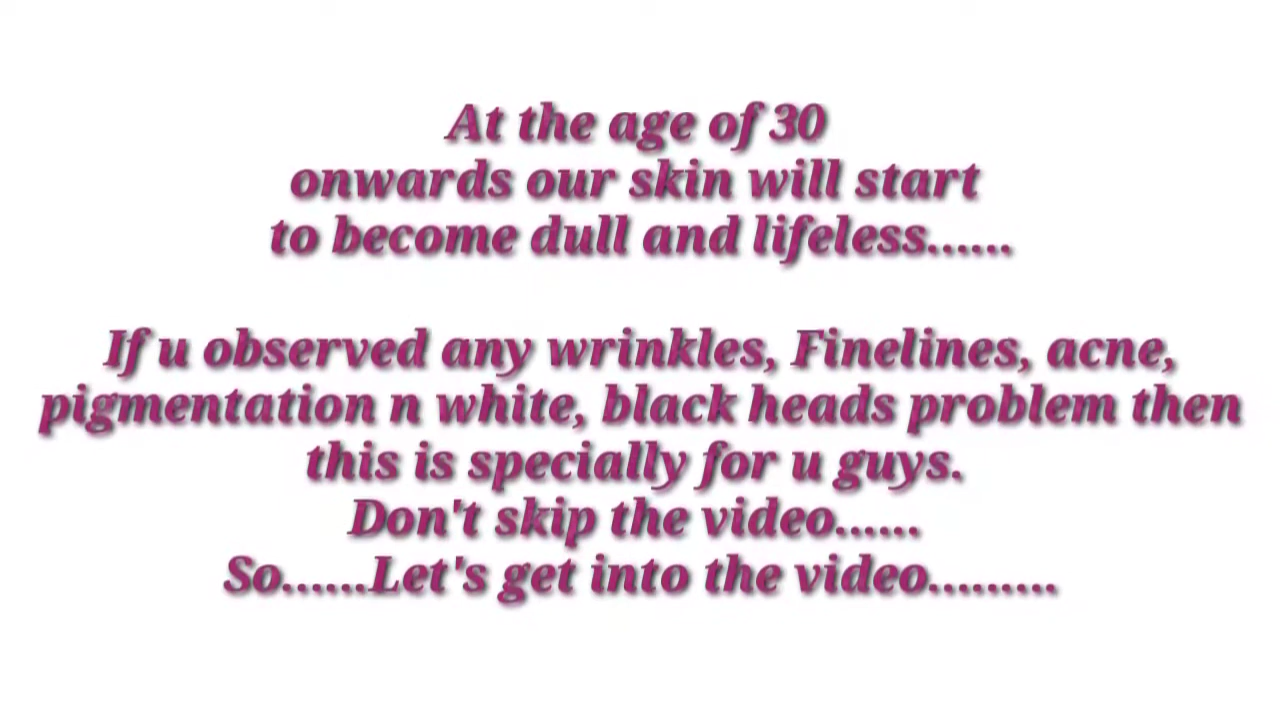 At the age of 30
onwards our skin will start
to become dull and lifeless......
If u observed any wrinkles, Finelines, acne,
pigmentation n white, black heads problem then
this is specially for u guys.
Don't skip the video......
So......Let's get into the video.........